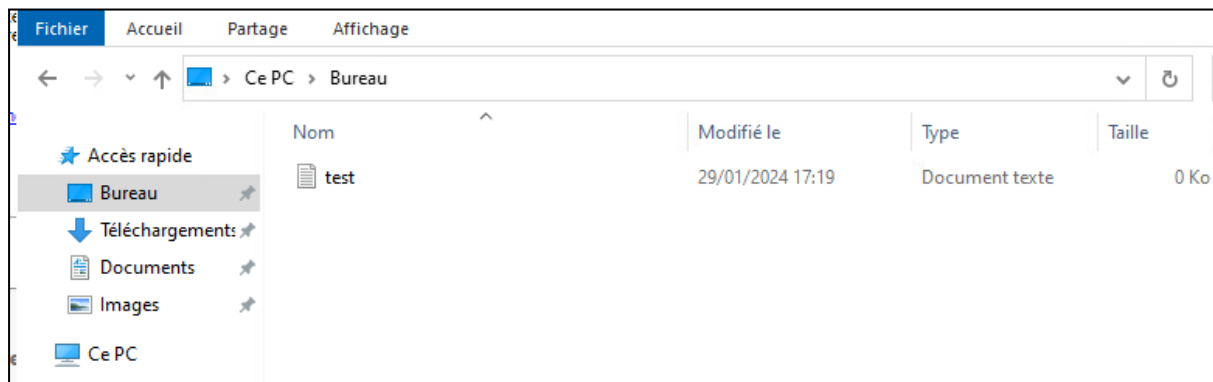 Fichier Accueil Partage Affichage
Ce PC > Bureau
Nom Modifié le Type Taille
Accès rapide
test 29/01/2024 17:19 Document texte 0 Ko
Bureau
Téléchargements
Documents
Images
Ce PC